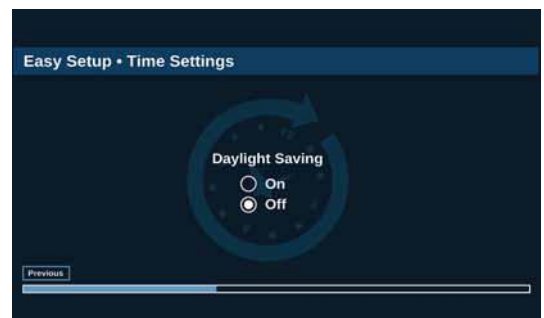 Easy Setup • Time Settings
Daylight Saving
On
Off
Previous